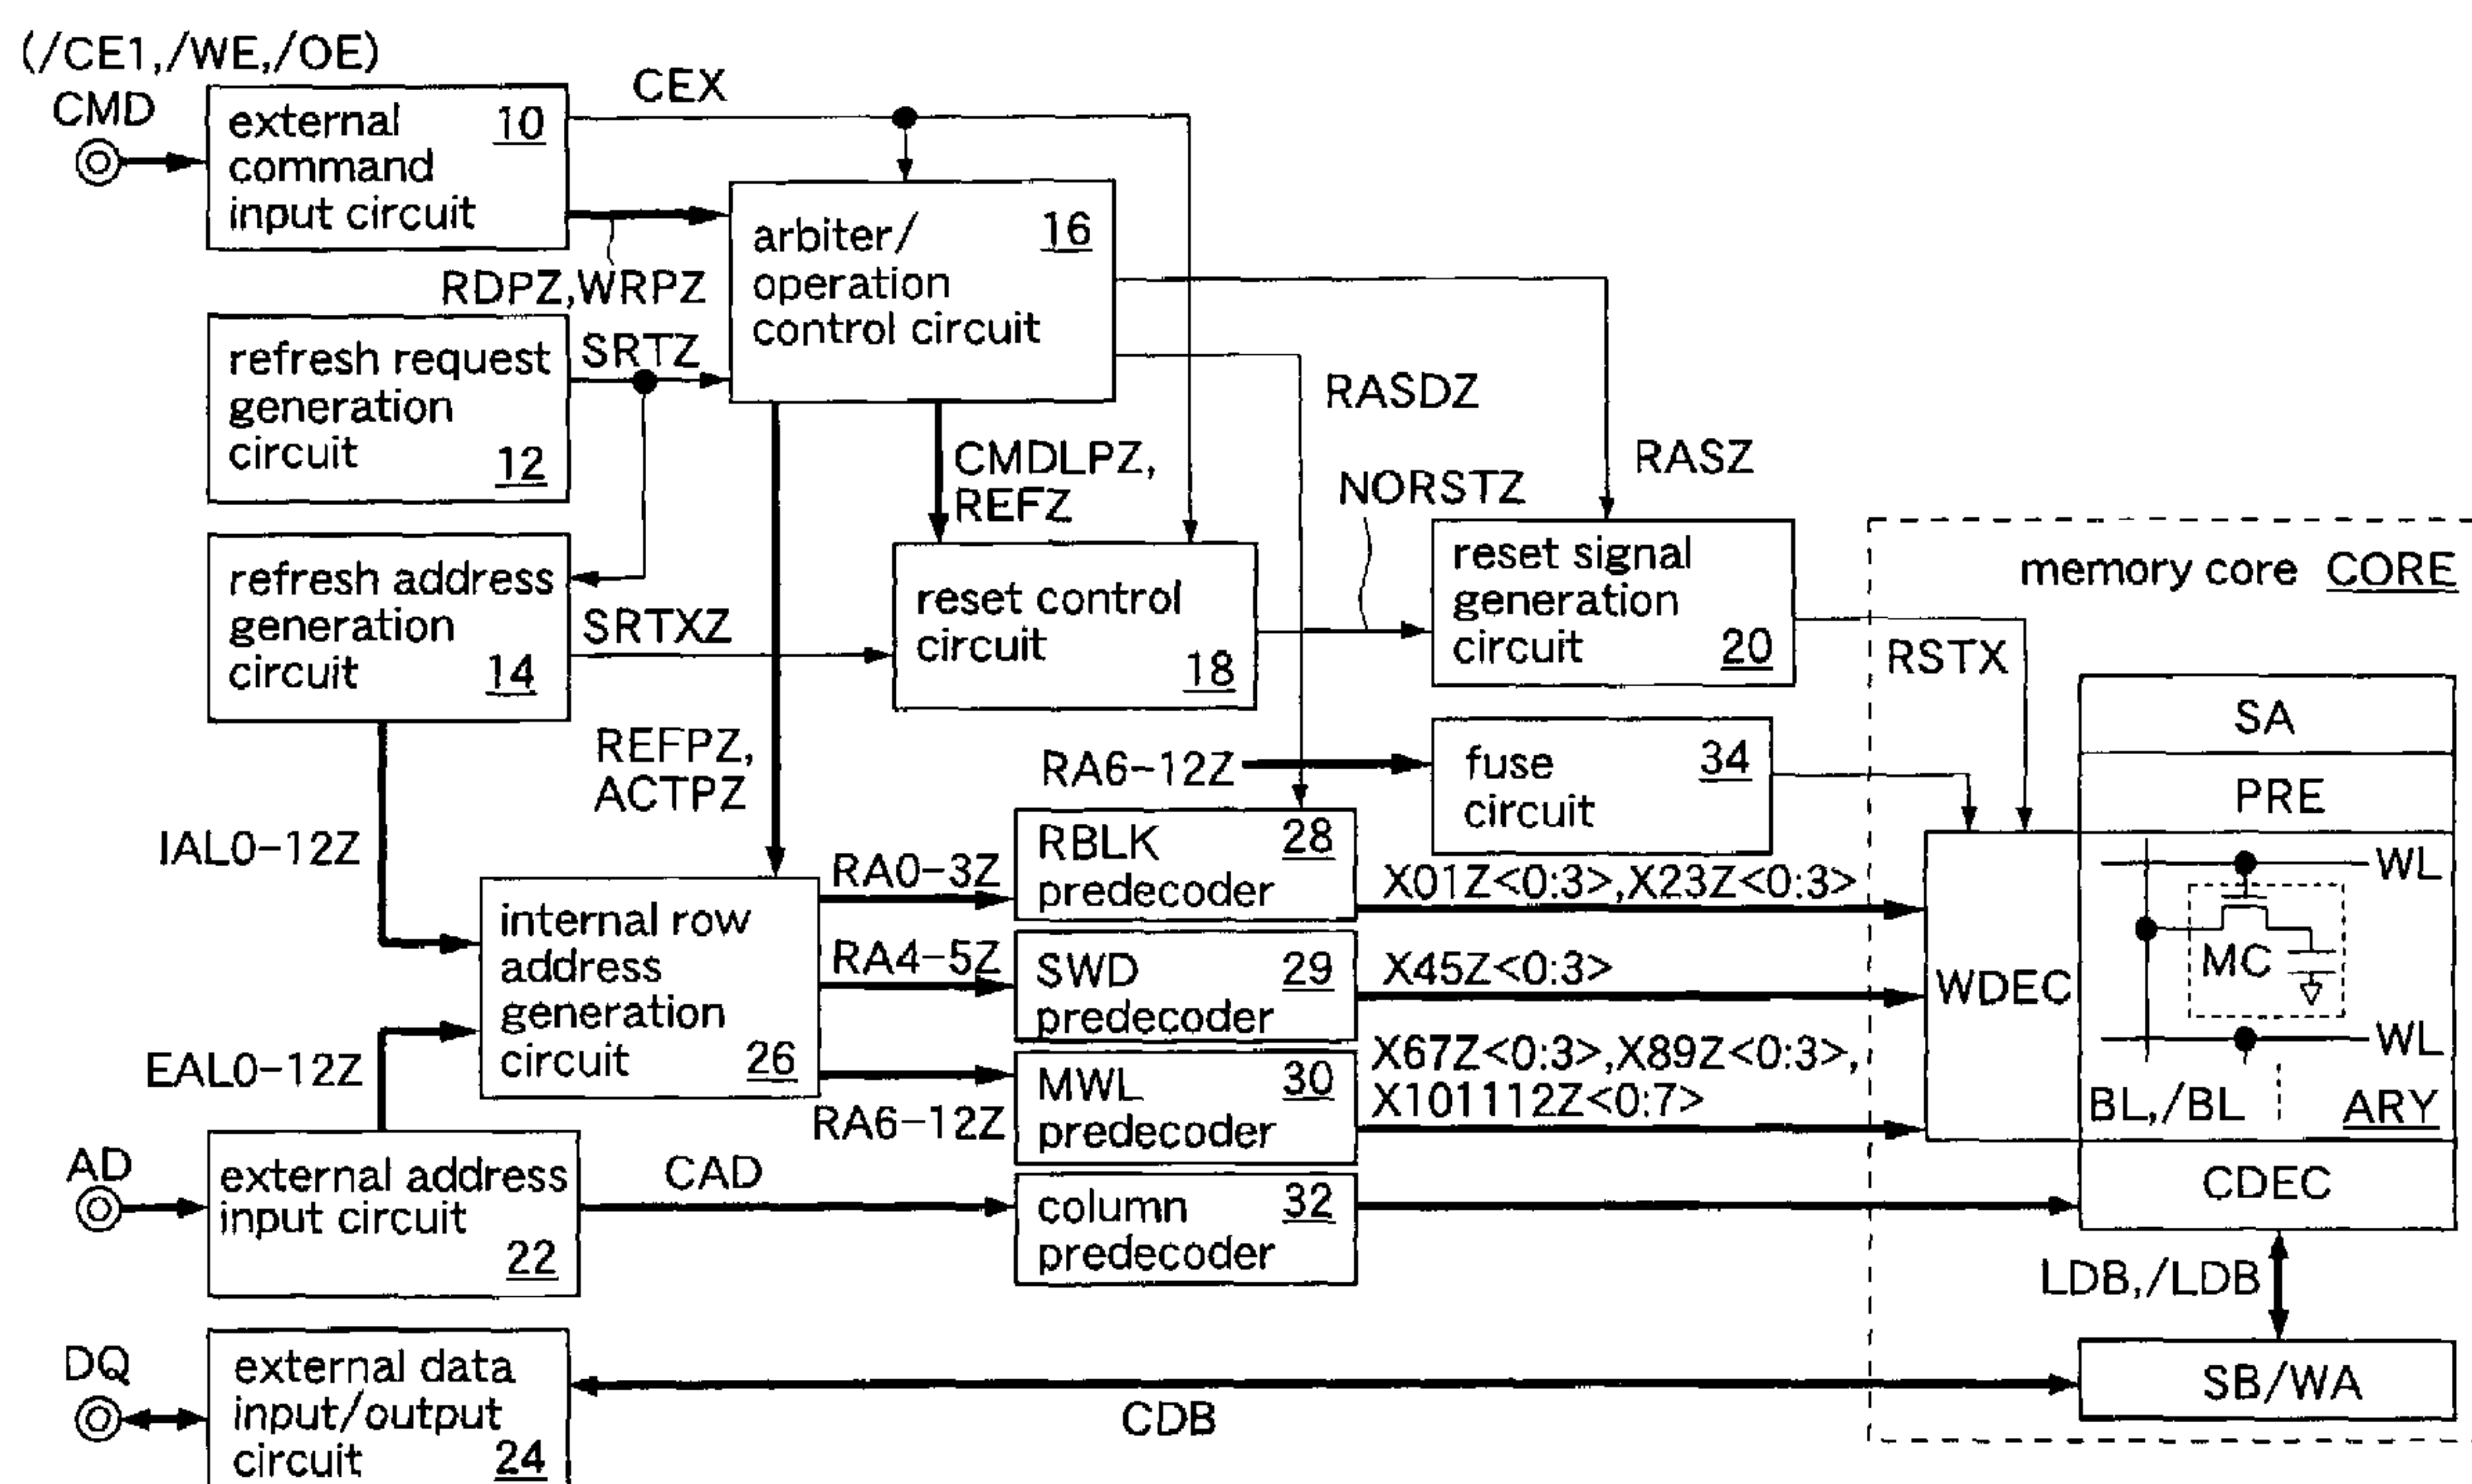 (/CE1,/WE,/OE)
CMD
external
command
input circuit
10
CEX
RDPZ,WRPZ
arbiter/
operation
control circuit
16
refresh request
generation
circuit
12
SRTZ
RASDZ
RASZ
CMDLPZ,
REFZ
NORSTZ
refresh address
generation
circuit
14
SRTXZ
reset control
circuit
18
reset signal
generation
circuit
20
memory core CORE
RSTX
SA
PRE
REFPZ,
ACTPZ
RA6-12Z
fuse
circuit
34
IAL0-12Z
RA0-3Z
RBLK
predecoder
28
X01Z<0:3>,X23Z<0:3>
WL
internal row
address
generation
circuit
26
RA4-5Z
SWD
predecoder
29
X45Z<0:3>
WDEC
MC
WL
EAL0-12Z
RA6-12Z
MWL
predecoder
30
X67Z<0:3>,X89Z<0:3>,
X101112Z<0:7>
BL,/BL
ARY
AD
external address
input circuit
22
CAD
column
predecoder
32
CDEC
LDB,/LDB
DQ
external data
input/output
circuit
24
CDB
SB/WA